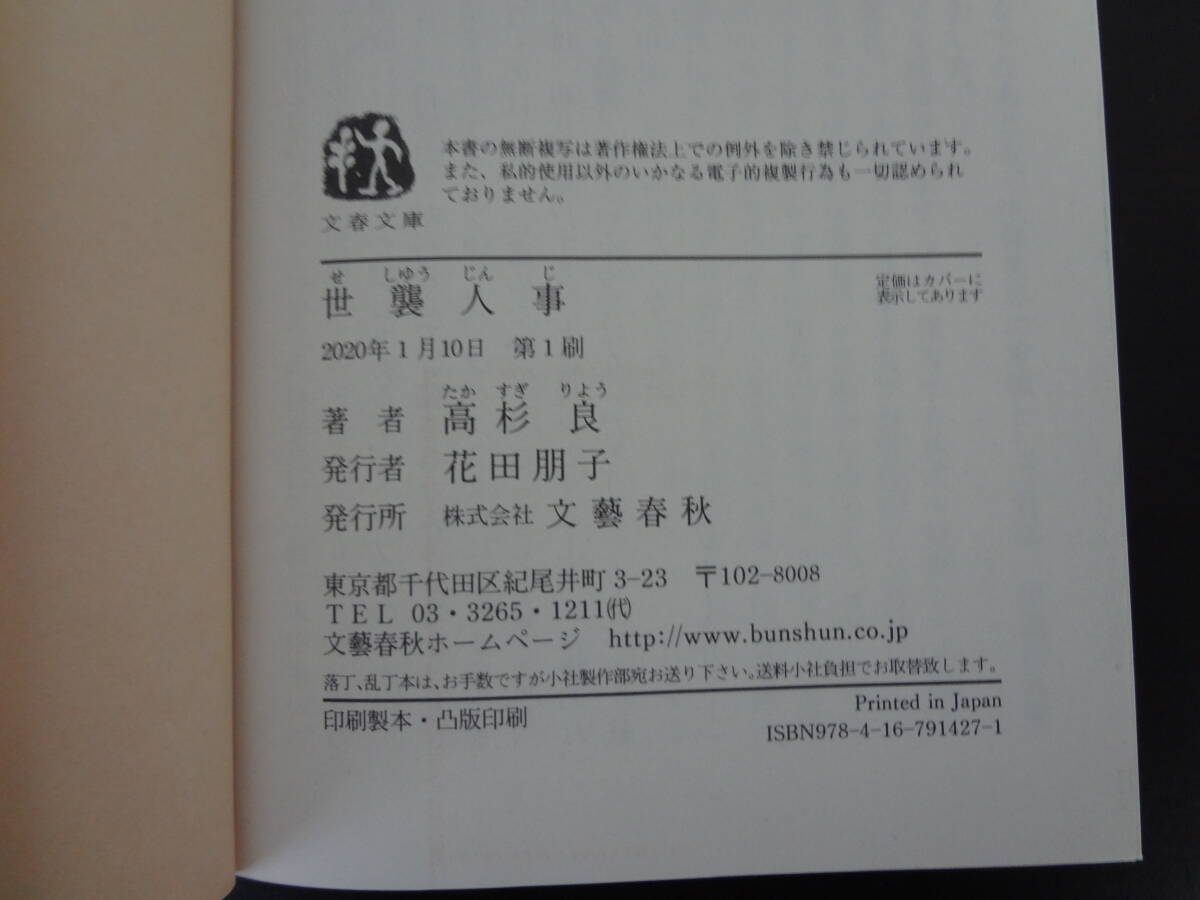 本書の無断複写は著作権法上での例外を除き禁じられています。
また、私的使用以外のいかなる電子的複製行為も一切認められ
ておりません。
文春文庫
せ しゆう じん じ
世襲人事
定価はカバーに
表示してあります
2020年1月10日 第1刷
たか すぎ りよう
著者 高杉良
発行者 花田朋子
発行所 株式会社 文藝春秋
東京都千代田区紀尾井町 3-23 〒102-8008
TEL 03・3265・1211㈹
文藝春秋ホームページ http://www.bunshun.co.jp
落丁、乱丁本は、お手数ですが小社製作部宛お送り下さい。送料小社負担でお取替致します。
印刷製本・凸版印刷
Printed in Japan
ISBN978-4-16-791427-1